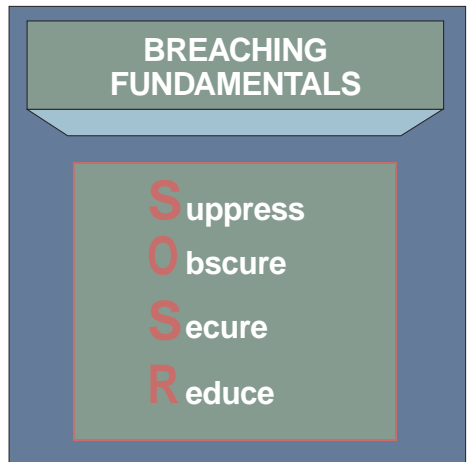 BREACHING
FUNDAMENTALS
Suppress
Obscure
Secure
Reduce